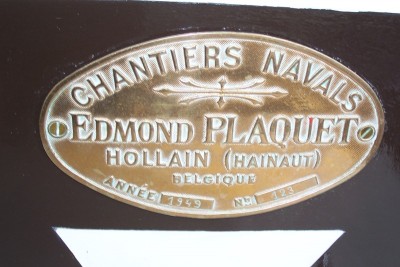 CHANTIERS NAVALS
EDMOND PLAQUET
HOLLAIN (HAINAUT)
BELGIQUE
ANNÉE 1949 No